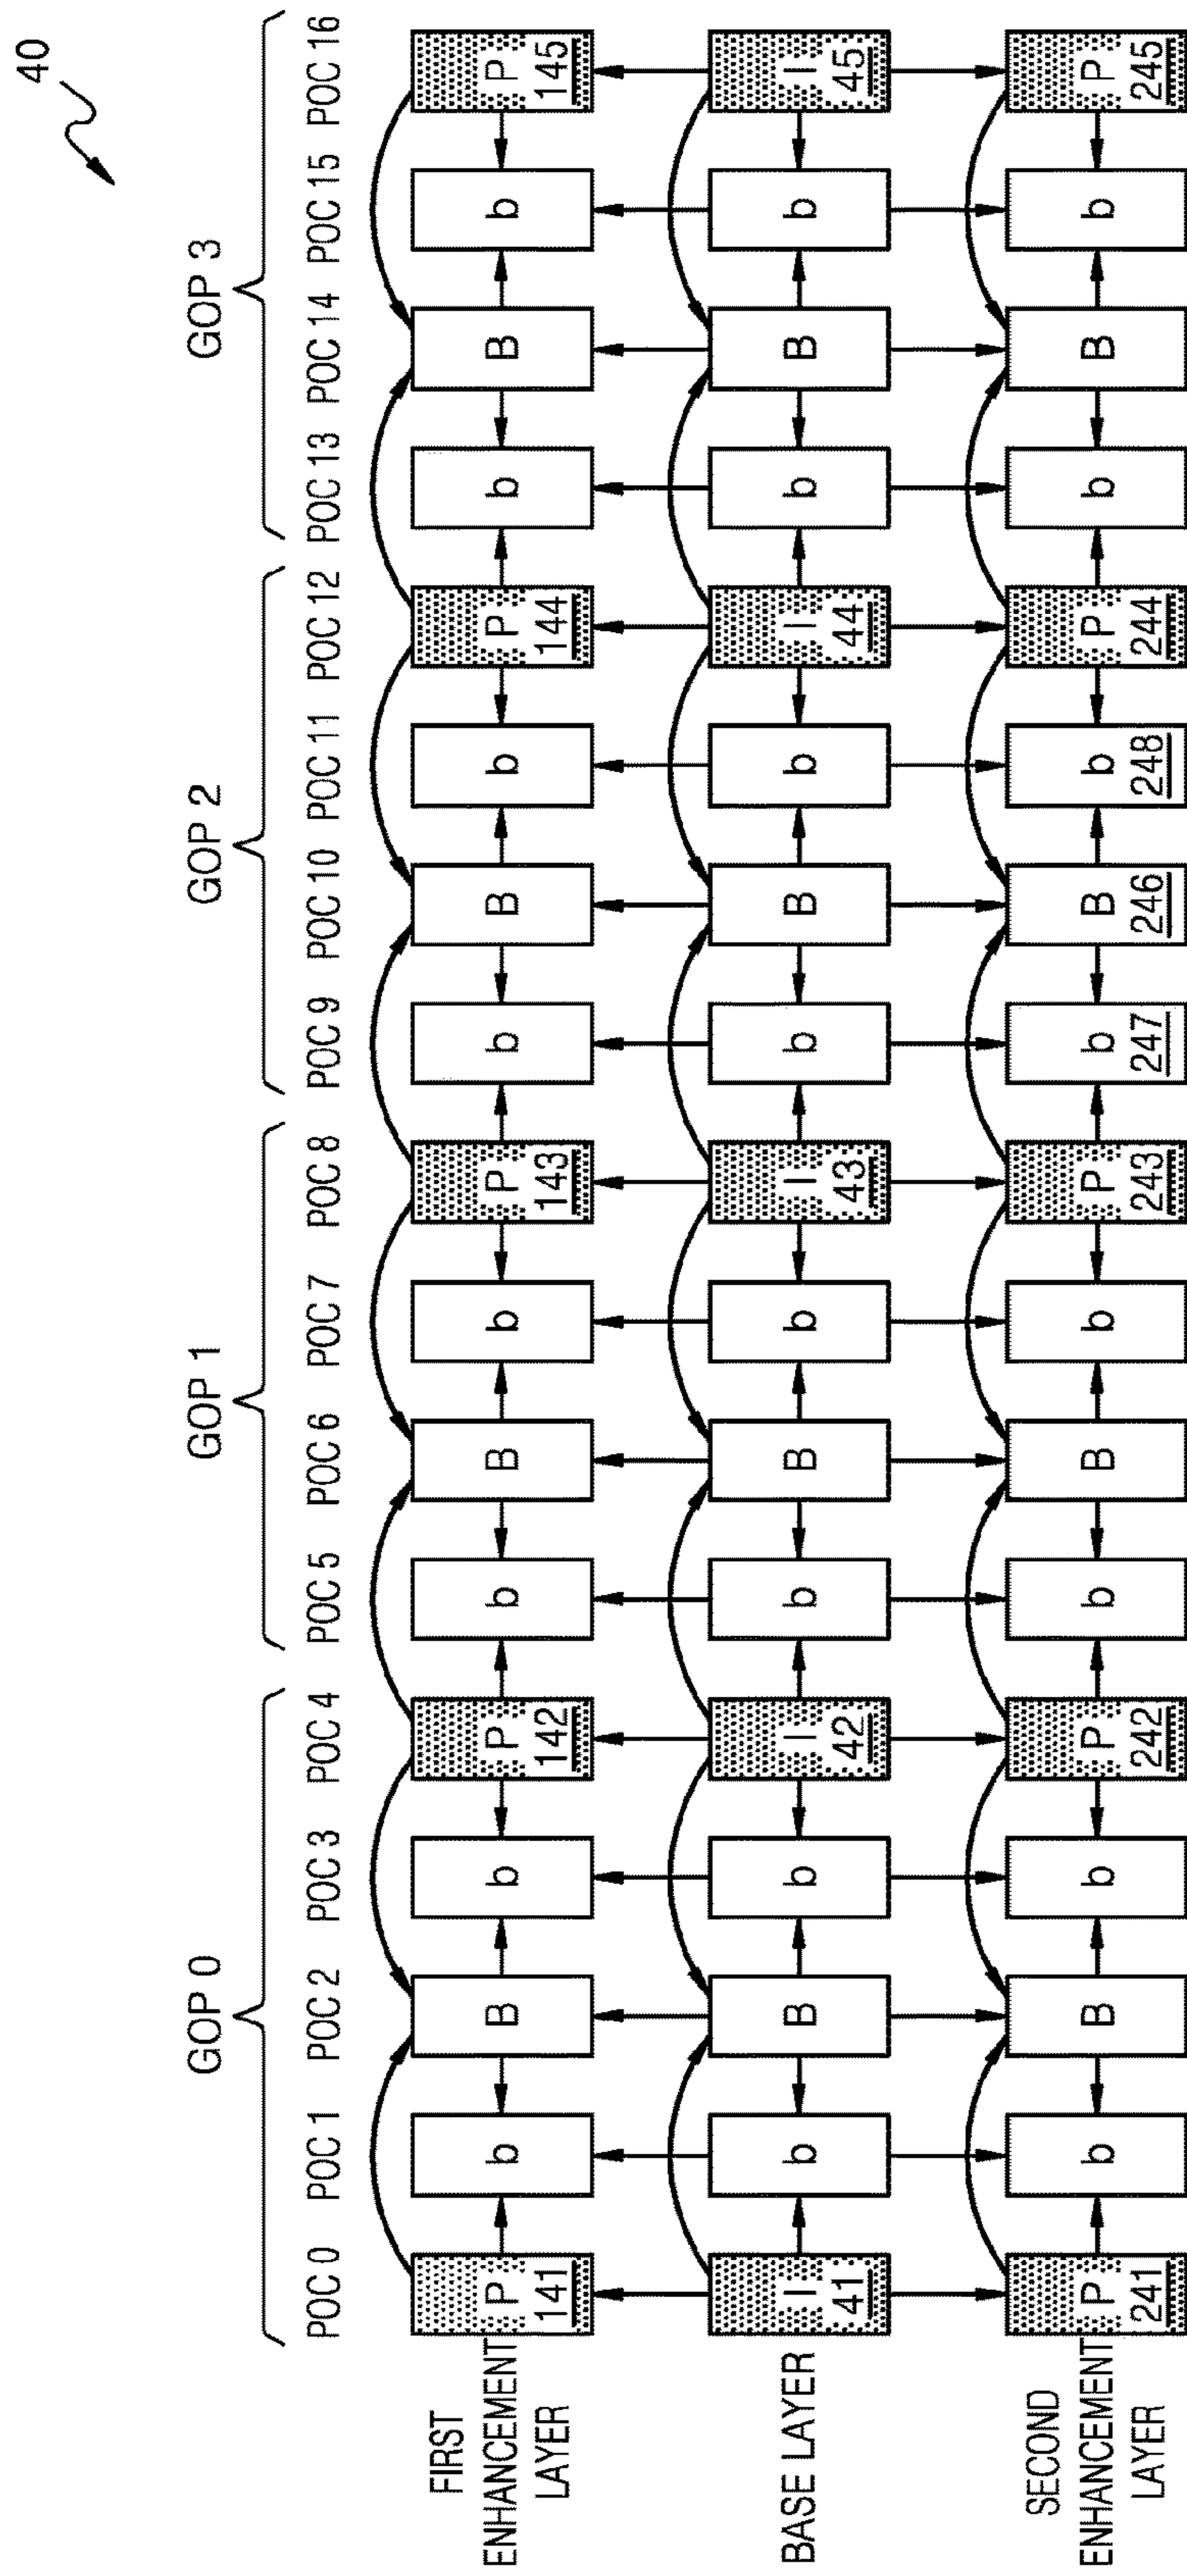 40
GOP 0 GOP 1 GOP 2 GOP 3
POC 0 POC 1 POC 2 POC 3 POC 4 POC 5 POC 6 POC 7 POC 8 POC 9 POC 10 POC 11 POC 12 POC 13 POC 14 POC 15 POC 16
FIRST
ENHANCEMENT
LAYER
P b B b P b B b P b B b P b B b P
141 142 143 144 145
BASE LAYER
I b B b I b B b I b B b I b B b I
41 42 43 44 45
SECOND
ENHANCEMENT
LAYER
P b B b P b B b P b B b P b B b P
241 242 243 247 246 248 244 245